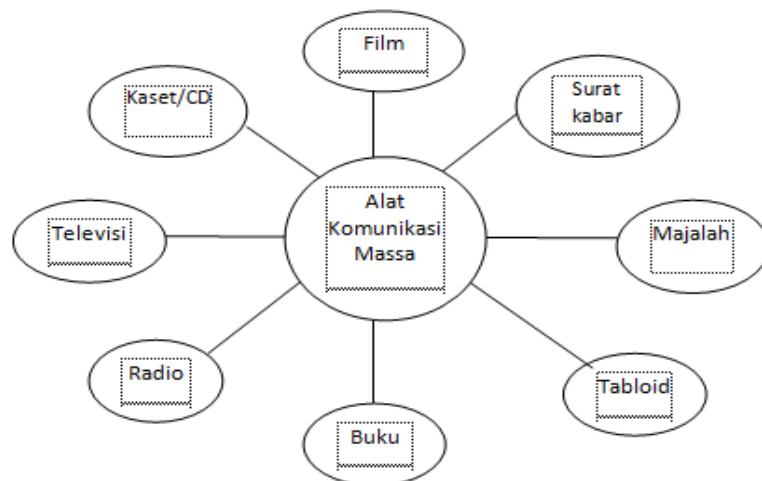 Film
Kaset/CD
Surat
kabar
Alat
Komunikasi
Massa
Televisi
Majalah
Radio
Tabloid
Buku